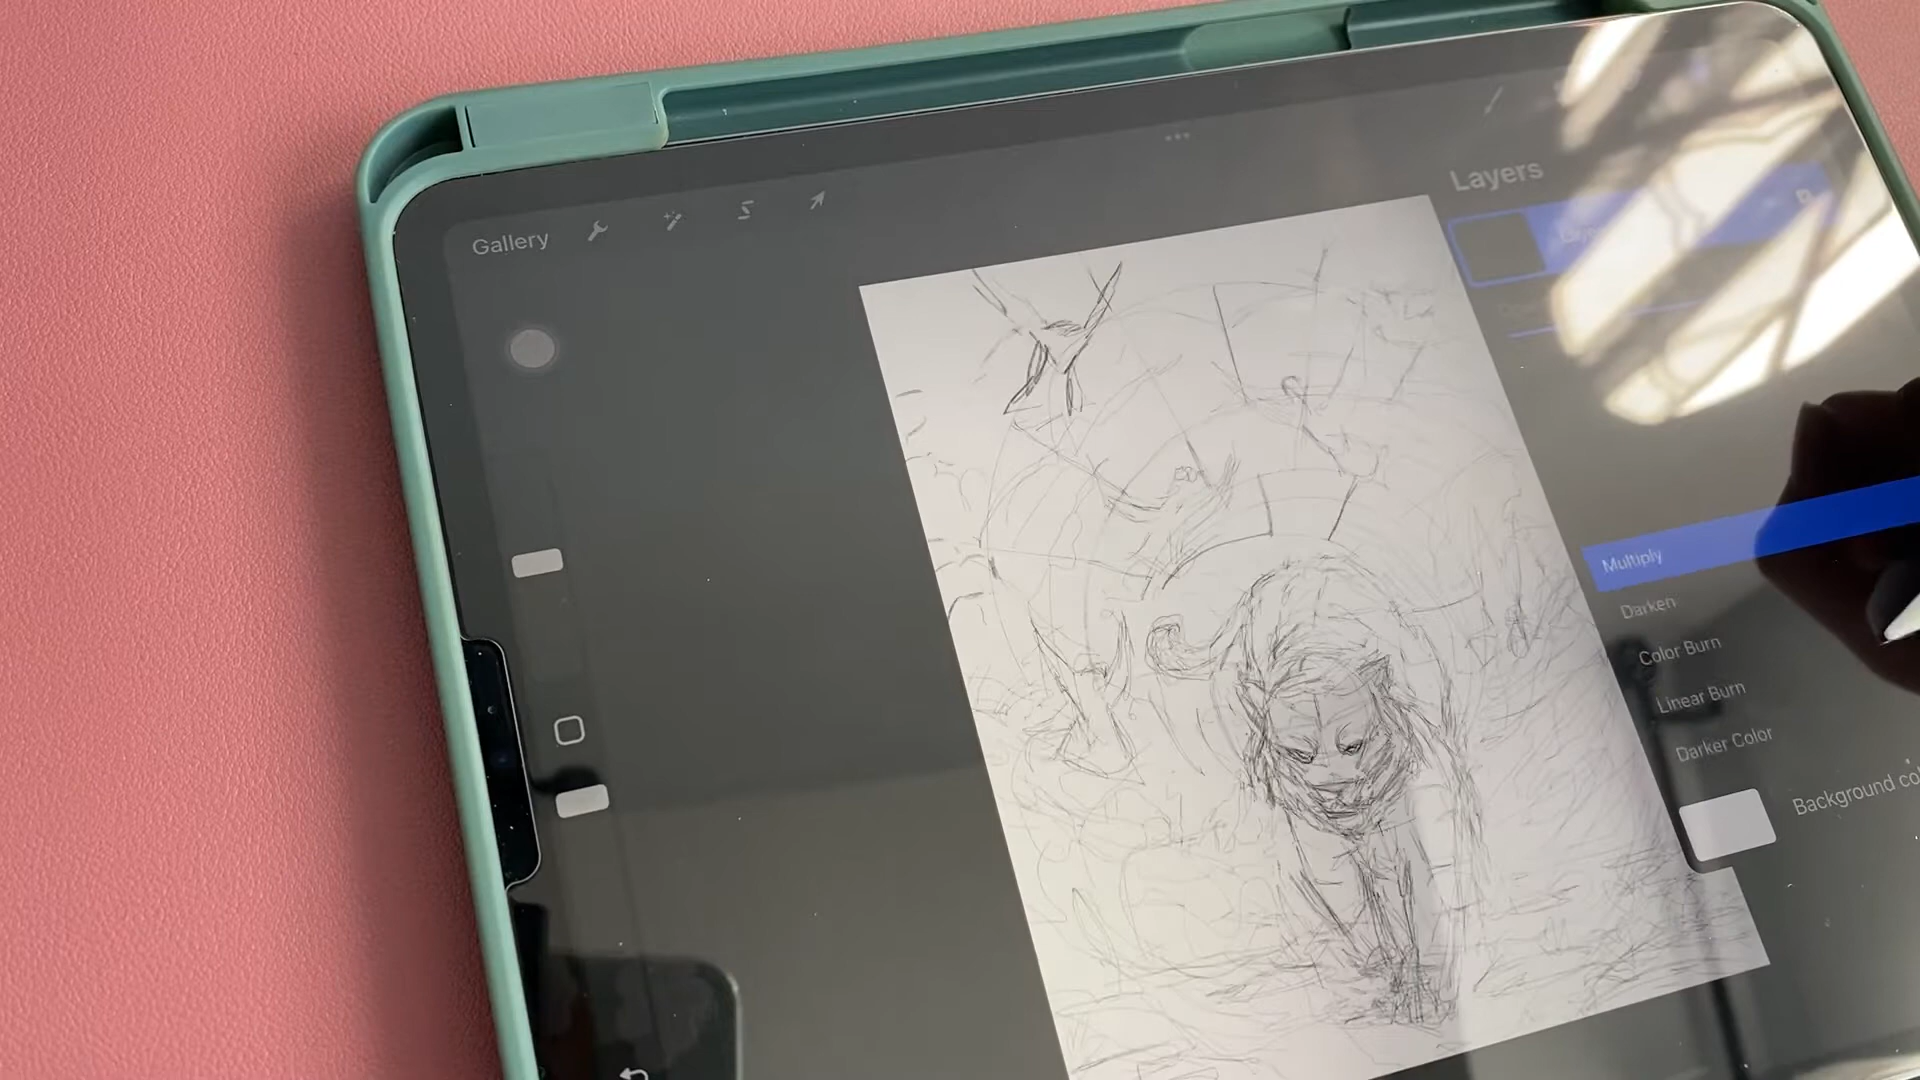 Gallery
Layers
Multiply
Darken
Color Burn
Linear Burn
Darker Color
Background co